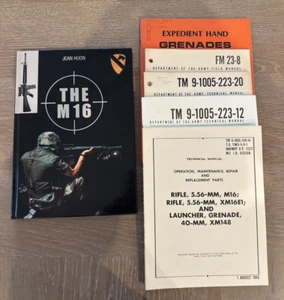 JEAN HUON
THE
M16
EXPEDIENT HAND
GRENADES
FM 23-8
DEPARTMENT OF THE ARMY FIELD MANUAL
TM 9-1005-223-20
DEPARTMENT OF THE ARMY TECHNICAL MANUAL
TM 9-1005-223-12
DEPARTMENT OF THE ARMY TECHNICAL MANUAL
TECHNICAL MANUAL
OPERATION, MAINTENANCE, REPAIR
AND
REPLACEMENT PARTS
RIFLE, 5.56-MM, M16;
RIFLE, 5.56-MM, XM16E1;
AND
LAUNCHER, GRENADE,
40-MM, XM148